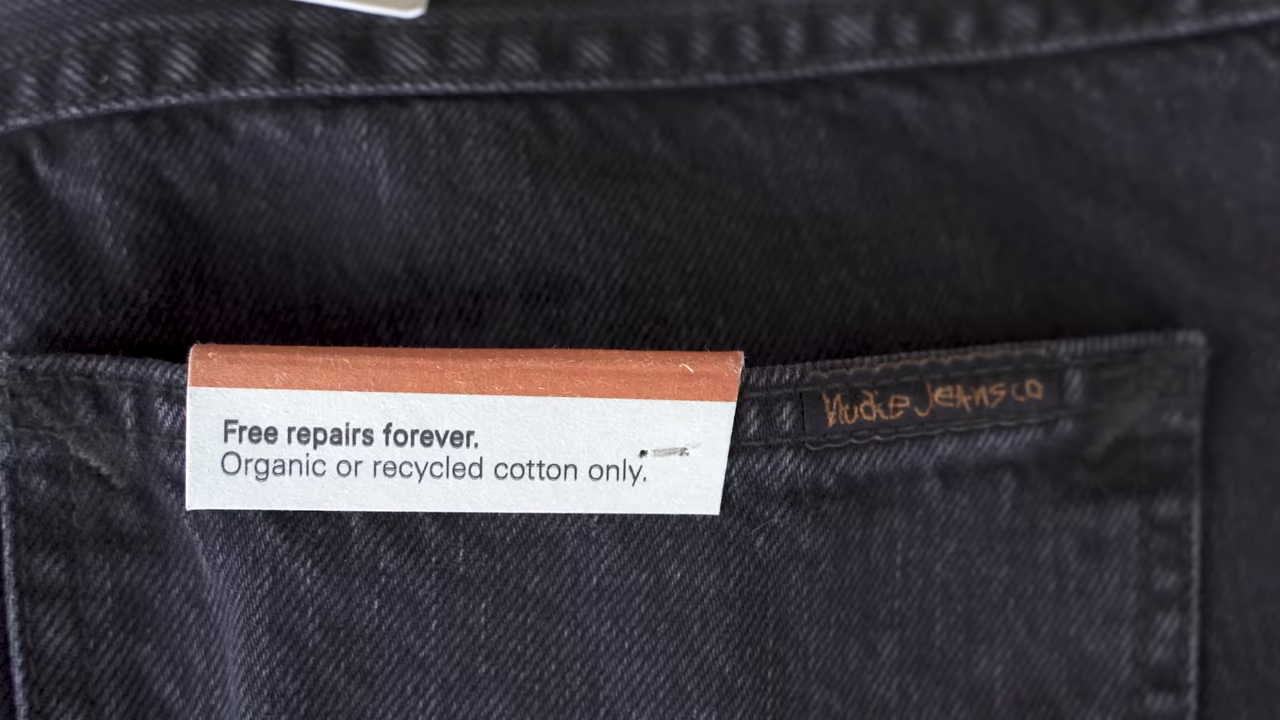 Free repairs forever.
Organic or recycled cotton only.
Nudie Jeans co